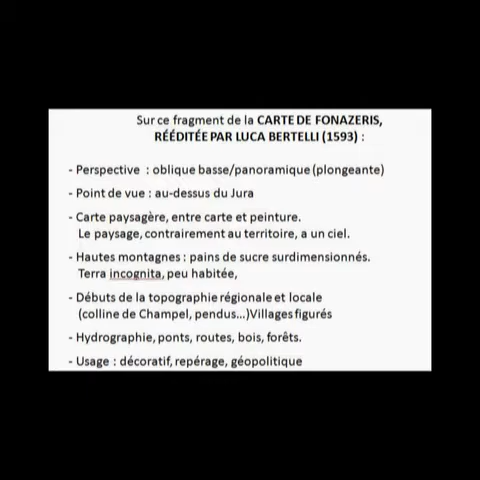 Sur ce fragment de la CARTE DE FONAZERIS,
RÉÉDITÉE PAR LUCA BERTELLI (1593) :
- Perspective : oblique basse/panoramique (plongeante)
- Point de vue : au-dessus du Jura
- Carte paysagère, entre carte et peinture.
Le paysage, contrairement au territoire, a un ciel.
- Hautes montagnes : pains de sucre surdimensionnés.
Terra incognita, peu habitée,
- Débuts de la topographie régionale et locale
(colline de Champel, pendus...)Villages figurés
- Hydrographie, ponts, routes, bois, forêts.
- Usage : décoratif, repérage, géopolitique